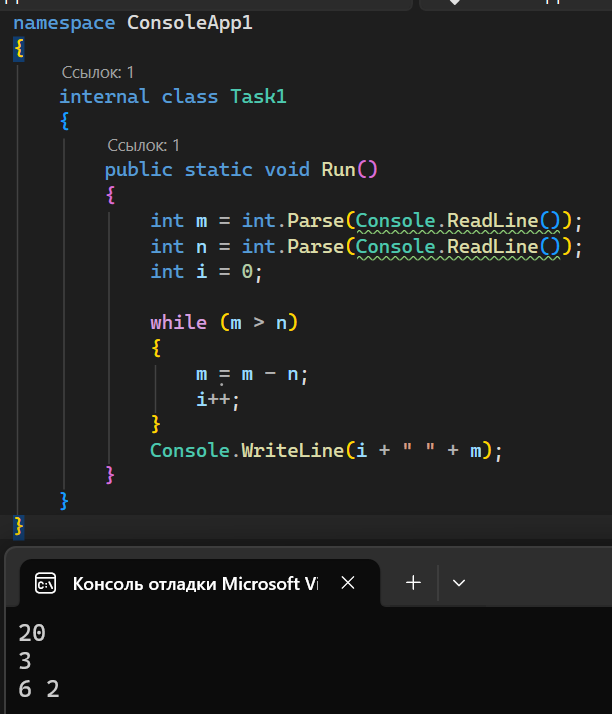 namespace ConsoleApp1
{
Ссылок: 1
internal class Task1
{
Ссылок: 1
public static void Run()
{
int m = int.Parse(Console.ReadLine());
int n = int.Parse(Console.ReadLine());
int i = 0;
while (m > n)
{
m = m - n;
i++;
}
Console.WriteLine(i + " " + m);
}
}
}
Консоль отладки Microsoft Vi
20
3
6 2